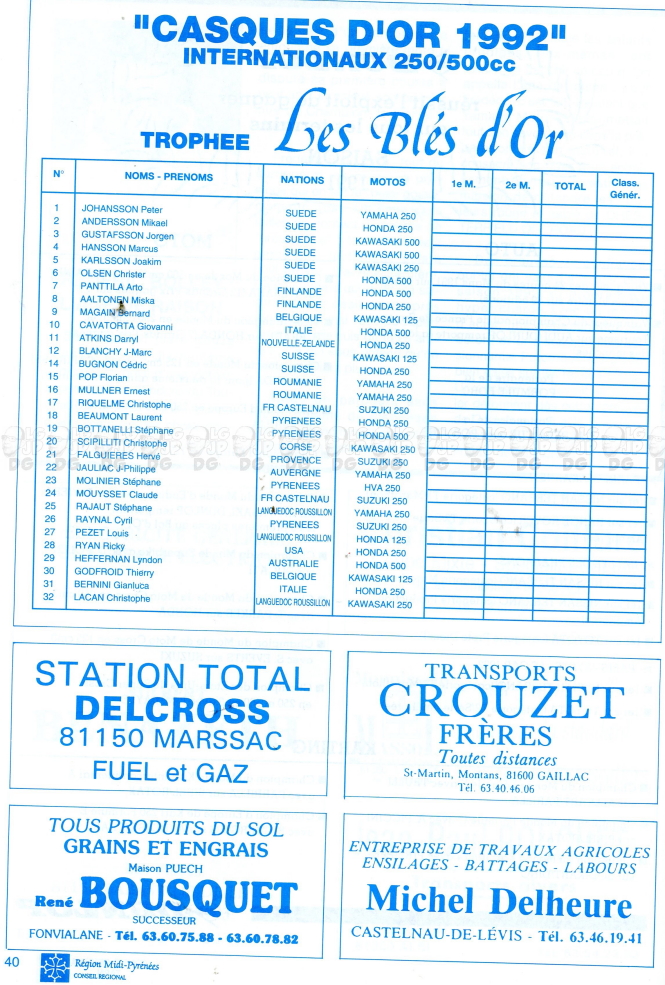 "CASQUES D'OR 1992"
INTERNATIONAUX 250/500cc
TROPHEE Les Blés d'Or
N° NOMS - PRENOMS NATIONS MOTOS 1e M. 2e M. TOTAL Class. Génér.
1 JOHANSSON Peter SUEDE YAMAHA 250
2 ANDERSSON Mikael SUEDE HONDA 250
3 GUSTAFSSON Jorgen SUEDE KAWASAKI 500
4 HANSSON Marcus SUEDE KAWASAKI 500
5 KARLSSON Joakim SUEDE KAWASAKI 250
6 OLSEN Christer SUEDE HONDA 500
7 PANTTILA Arto FINLANDE HONDA 500
8 AALTONEN Miska FINLANDE HONDA 250
9 MAGAIN Bernard BELGIQUE KAWASAKI 125
10 CAVATORTA Giovanni ITALIE HONDA 500
11 ATKINS Darryl NOUVELLE-ZELANDE HONDA 250
12 BLANCHY J-Marc SUISSE KAWASAKI 125
14 BUGNON Cédric SUISSE HONDA 250
15 POP Florian ROUMANIE YAMAHA 250
16 MULLNER Ernest ROUMANIE YAMAHA 250
17 RIQUELME Christophe FR CASTELNAU SUZUKI 250
18 BEAUMONT Laurent PYRENEES HONDA 250
19 BOTTANELLI Stéphane PYRENEES HONDA 500
20 SCIPILLITI Christophe CORSE KAWASAKI 250
21 FALGUIERES Hervé PROVENCE SUZUKI 250
22 JAULIAC J-Philippe AUVERGNE YAMAHA 250
23 MOLINIER Stéphane PYRENEES HVA 250
24 MOUYSSET Claude FR CASTELNAU SUZUKI 250
25 RAJAUT Stéphane LANGUEDOC ROUSSILLON YAMAHA 250
26 RAYNAL Cyril PYRENEES SUZUKI 250
27 PEZET Louis LANGUEDOC ROUSSILLON HONDA 125
28 RYAN Ricky USA HONDA 250
29 HEFFERNAN Lyndon AUSTRALIE HONDA 500
30 GODFROID Thierry BELGIQUE KAWASAKI 125
31 BERNINI Gianluca ITALIE HONDA 250
32 LACAN Christophe LANGUEDOC ROUSSILLON KAWASAKI 250
STATION TOTAL
DELCROSS
81150 MARSSAC
FUEL et GAZ
TRANSPORTS
CROUZET
FRÈRES
Toutes distances
St-Martin, Montans, 81600 GAILLAC
Tél. 63.40.46.06
TOUS PRODUITS DU SOL
GRAINS ET ENGRAIS
Maison PUECH
René BOUSQUET
SUCCESSEUR
FONVIALANE - Tél. 63.60.75.88 - 63.60.78.82
ENTREPRISE DE TRAVAUX AGRICOLES
ENSILAGES - BATTAGES - LABOURS
Michel Delheure
CASTELNAU-DE-LÉVIS - Tél. 63.46.19.41
40
Région Midi-Pyrénées
CONSEIL REGIONAL